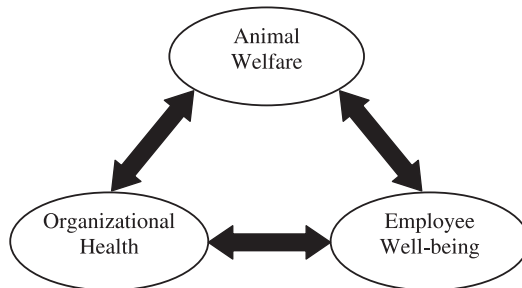 Animal
Welfare
Organizational
Health
Employee
Well-being